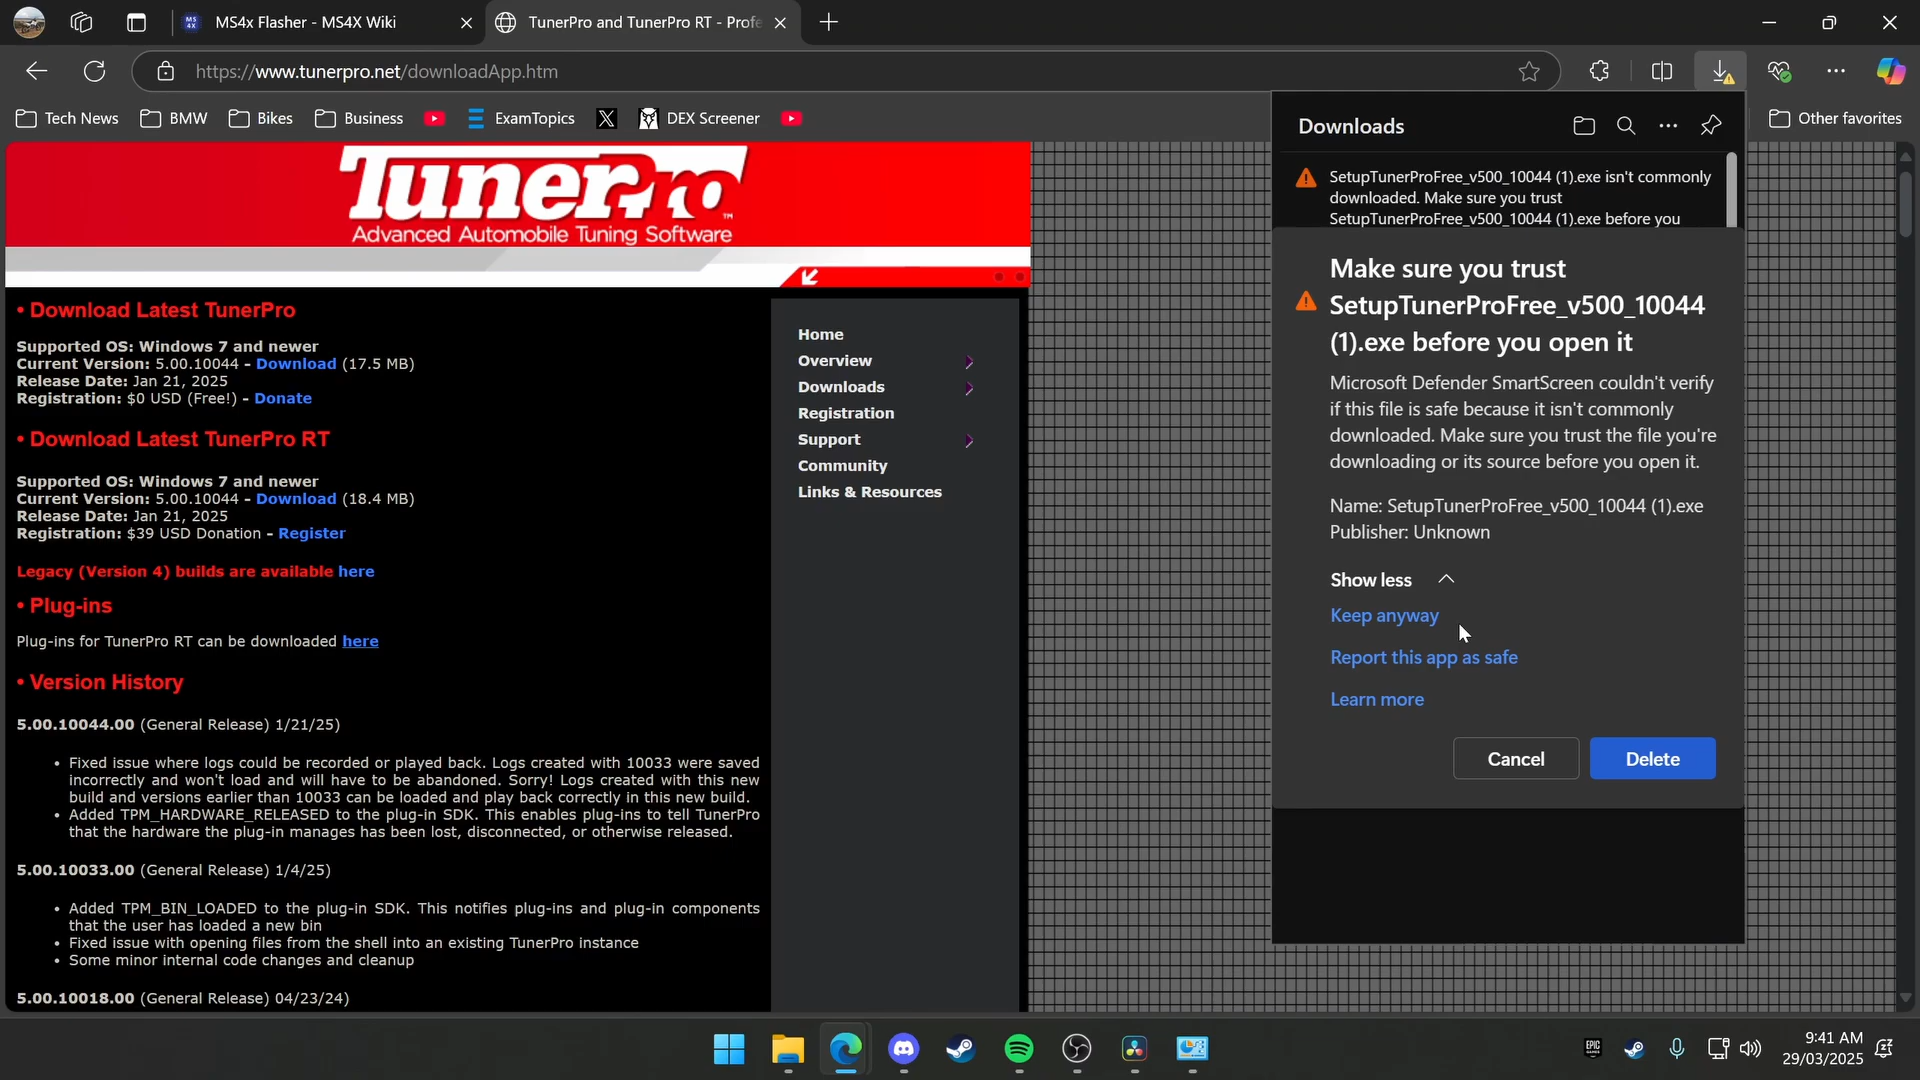 MS4x Flasher - MS4X Wiki
TunerPro and TunerPro RT - Profe
https://www.tunerpro.net/downloadApp.htm
Tech News
BMW
Bikes
Business
ExamTopics
DEX Screener
Other favorites
TunerPro
TM
Advanced Automobile Tuning Software
• Download Latest TunerPro
Supported OS: Windows 7 and newer
Current Version: 5.00.10044 - Download (17.5 MB)
Release Date: Jan 21, 2025
Registration: $0 USD (Free!) - Donate
• Download Latest TunerPro RT
Supported OS: Windows 7 and newer
Current Version: 5.00.10044 - Download (18.4 MB)
Release Date: Jan 21, 2025
Registration: $39 USD Donation - Register
Legacy (Version 4) builds are available here
• Plug-ins
Plug-ins for TunerPro RT can be downloaded here
• Version History
5.00.10044.00 (General Release) 1/21/25)
• Fixed issue where logs could be recorded or played back. Logs created with 10033 were saved
incorrectly and won't load and will have to be abandoned. Sorry! Logs created with this new
build and versions earlier than 10033 can be loaded and play back correctly in this new build.
• Added TPM_HARDWARE_RELEASED to the plug-in SDK. This enables plug-ins to tell TunerPro
that the hardware the plug-in manages has been lost, disconnected, or otherwise released.
5.00.10033.00 (General Release) 1/4/25)
• Added TPM_BIN_LOADED to the plug-in SDK. This notifies plug-ins and plug-in components
that the user has loaded a new bin
• Fixed issue with opening files from the shell into an existing TunerPro instance
• Some minor internal code changes and cleanup
5.00.10018.00 (General Release) 04/23/24)
Home
Overview
Downloads
Registration
Support
Community
Links & Resources
Downloads
SetupTunerProFree_v500_10044 (1).exe isn't commonly
downloaded. Make sure you trust
SetupTunerProFree_v500_10044 (1).exe before you
Make sure you trust
SetupTunerProFree_v500_10044
(1).exe before you open it
Microsoft Defender SmartScreen couldn't verify
if this file is safe because it isn't commonly
downloaded. Make sure you trust the file you're
downloading or its source before you open it.
Name: SetupTunerProFree_v500_10044 (1).exe
Publisher: Unknown
Show less
Keep anyway
Report this app as safe
Learn more
Cancel
Delete
EPIC
9:41 AM
29/03/2025